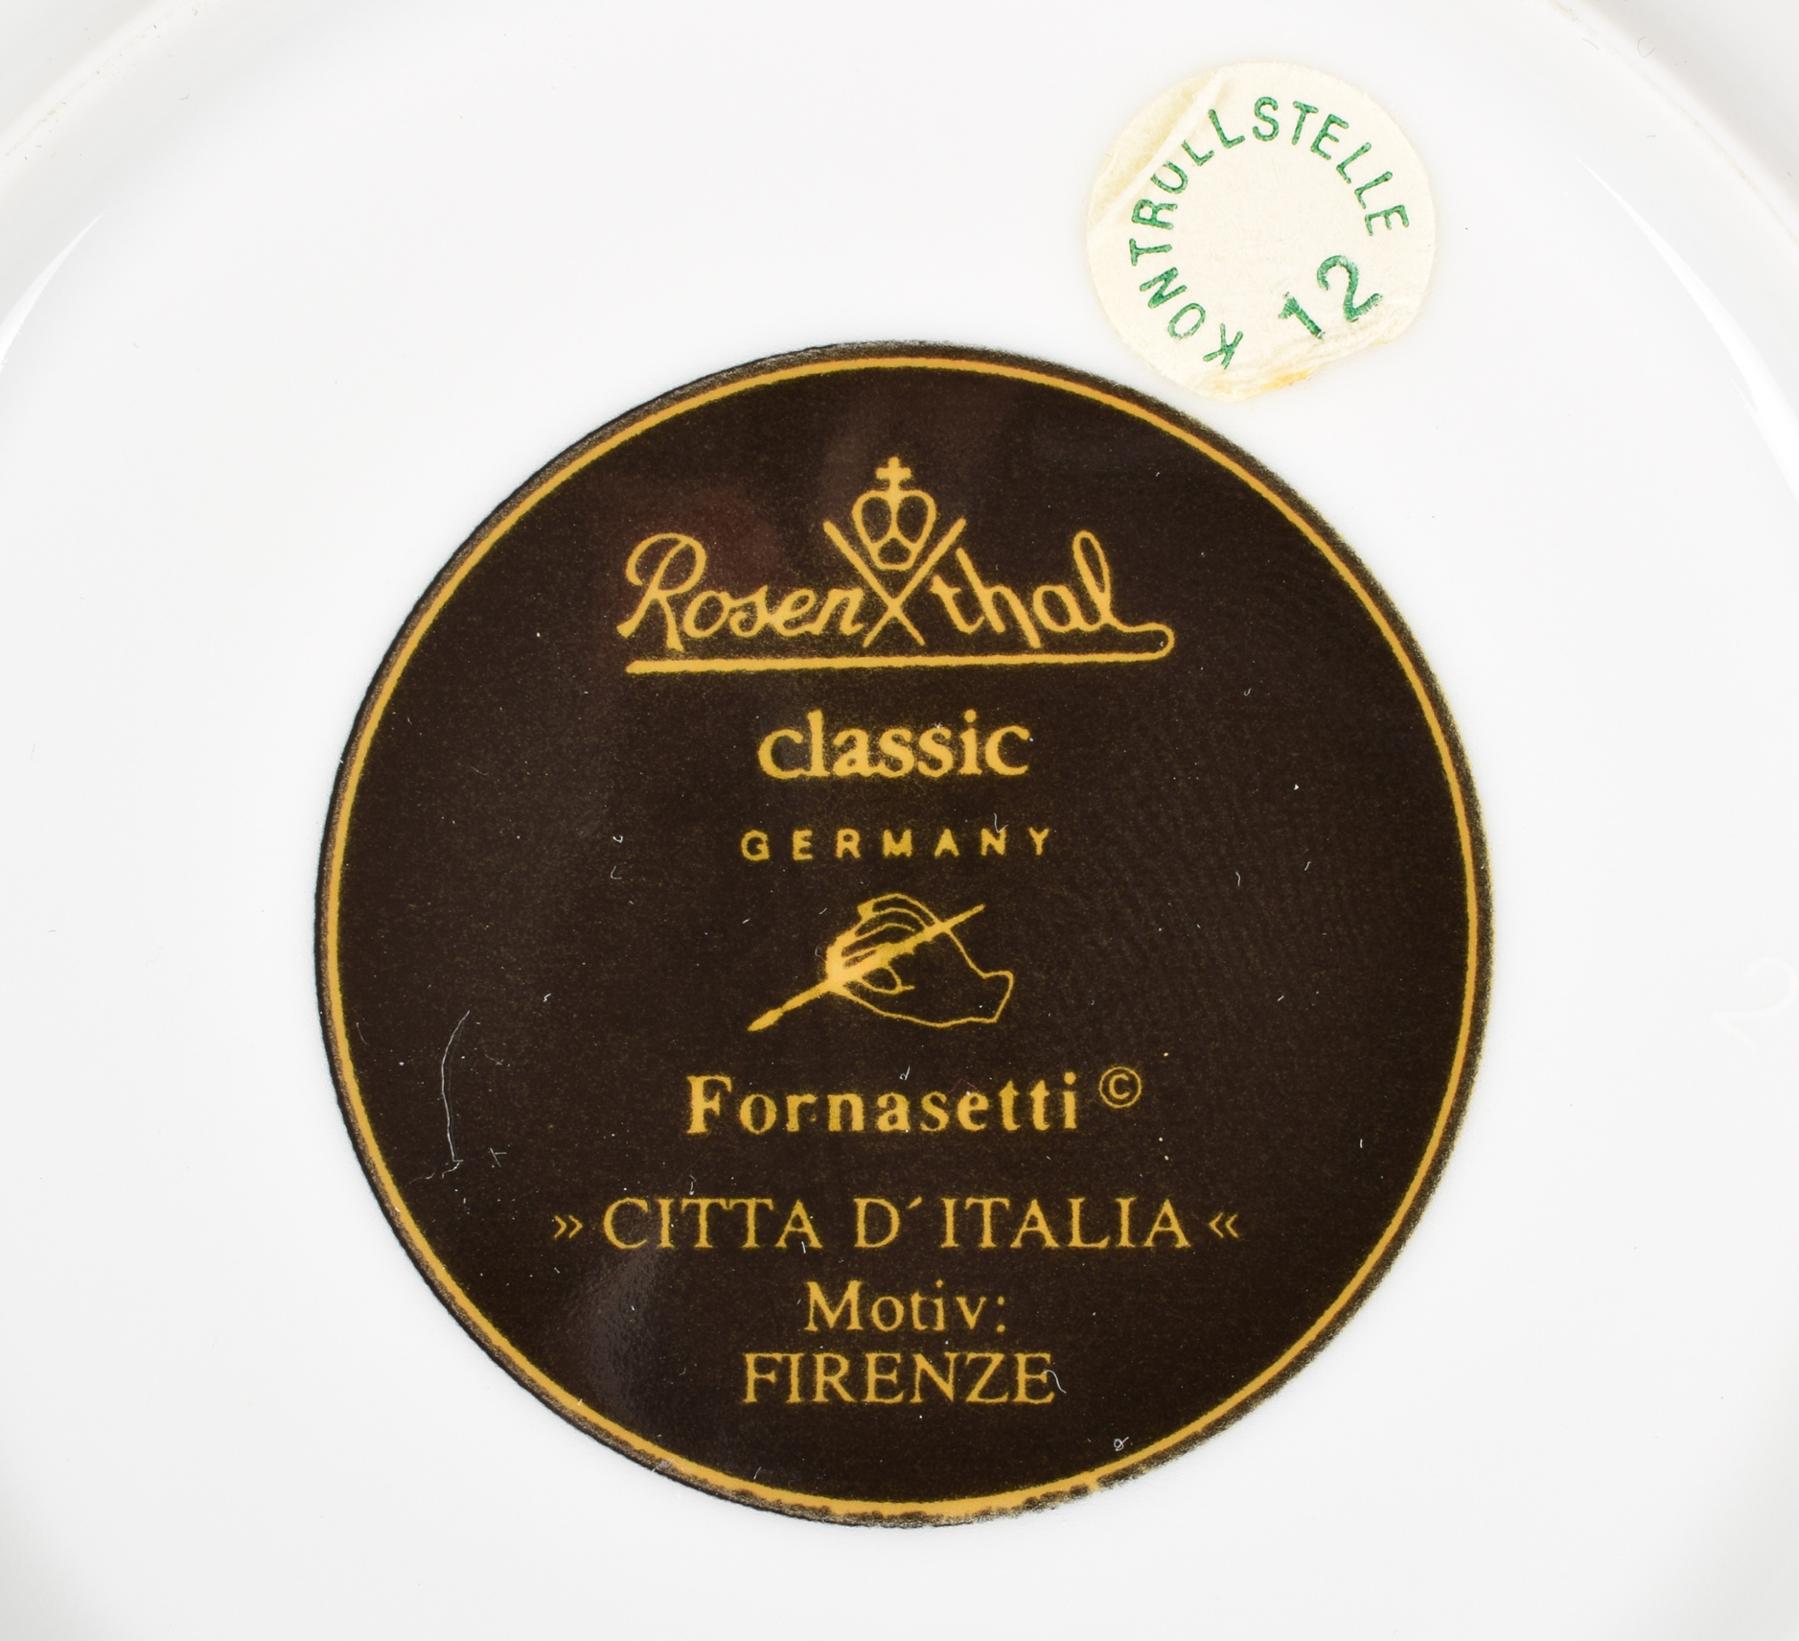 KONTROLLSTELLE
12
Rosenthal
classic
GERMANY
Fornasetti ©
»CITTA D´ITALIA«
Motiv:
FIRENZE